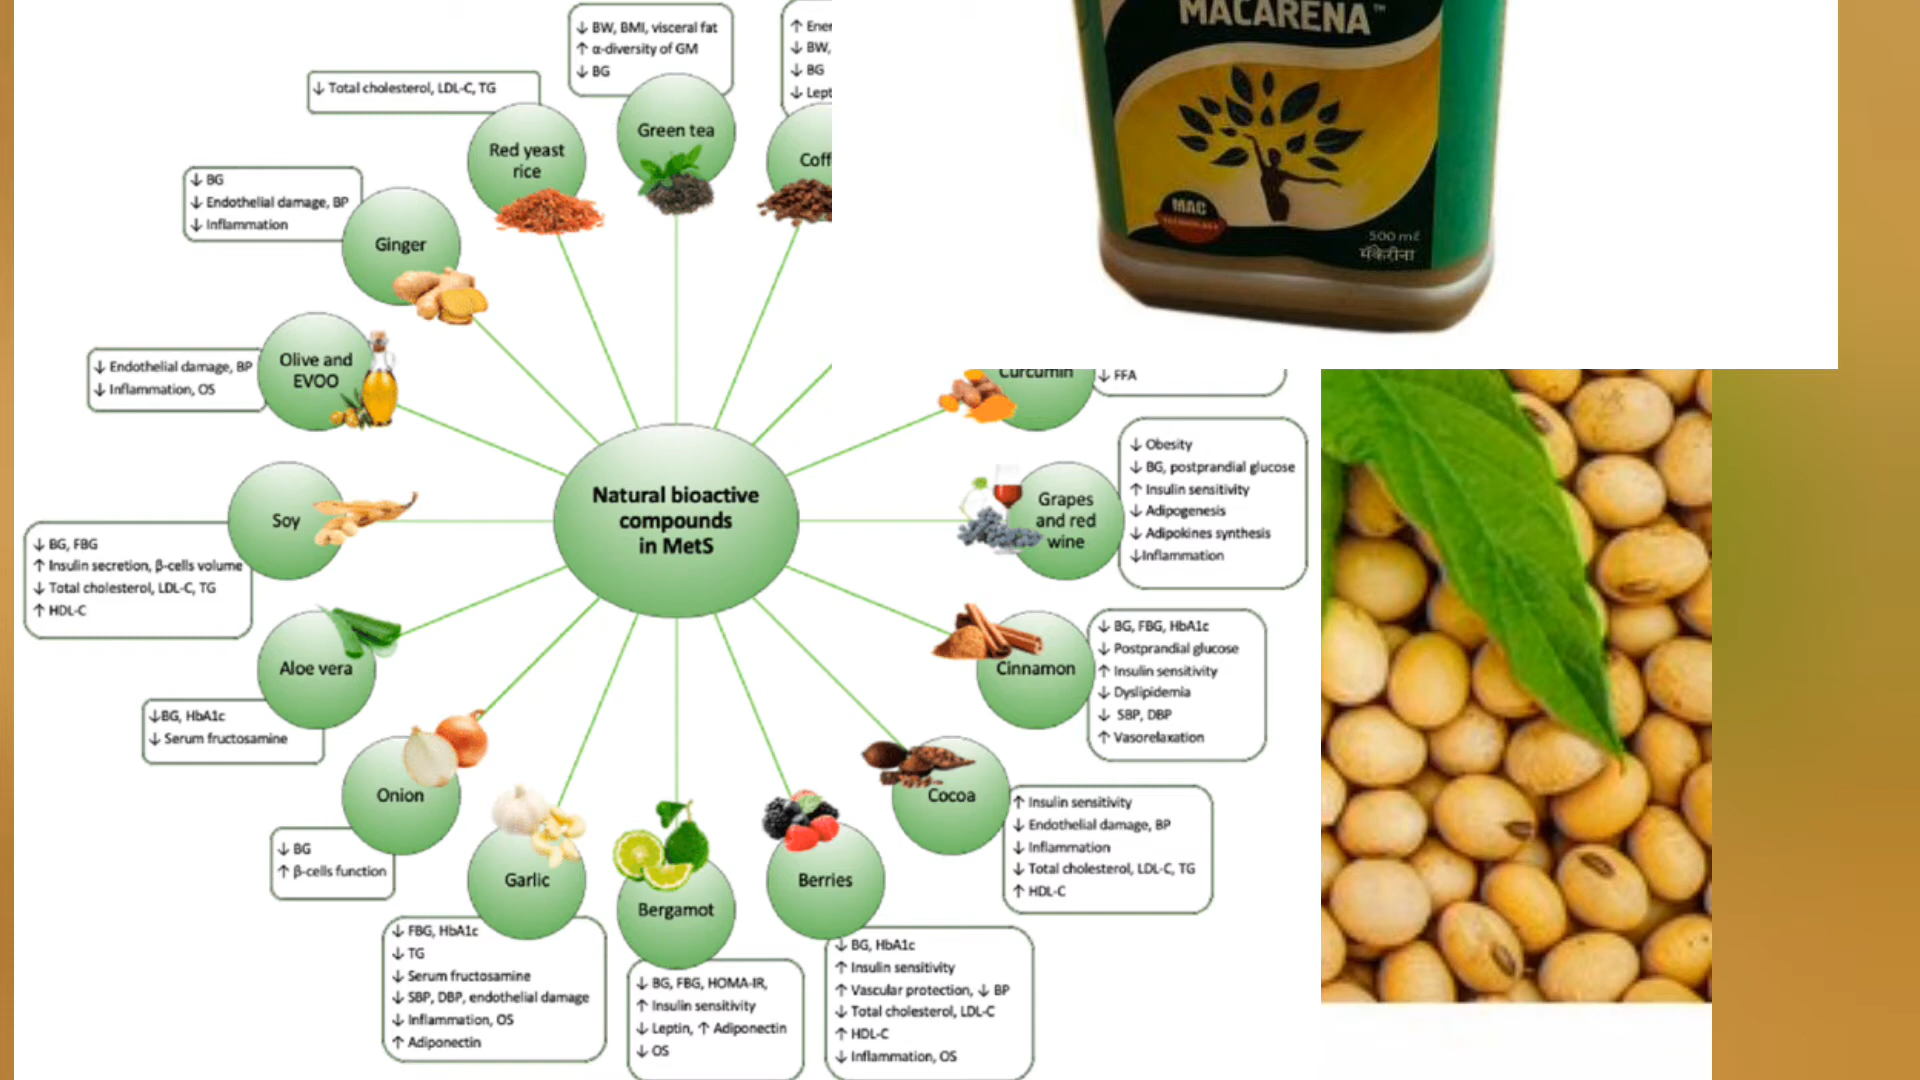 ↓ BW, BMI, visceral fat
↑ α-diversity of GM
↓ BG
↓ BW,
↓ BG
↓ Total cholesterol, LDL-C, TG
Green tea
Red yeast
rice
↓ BG
↓ Endothelial damage, BP
↓ Inflammation
Ginger
Olive and
EVOO
↓ Endothelial damage, BP
↓ Inflammation, OS
Soy
↓ BG, FBG
↑ Insulin secretion, β-cells volume
↓ Total cholesterol, LDL-C, TG
↑ HDL-C
Aloe vera
↓BG, HbA1c
↓ Serum fructosamine
Onion
↓ BG
↑ β-cells function
Garlic
↓ FBG, HbA1c
↓ TG
↓ Serum fructosamine
↓ SBP, DBP, endothelial damage
↓ Inflammation, OS
↑ Adiponectin
Bergamot
↓ BG, FBG, HOMA-IR,
↑ Insulin sensitivity
↓ Leptin, ↑ Adiponectin
↓ OS
Berries
↓ BG, HbA1c
↑ Insulin sensitivity
↑ Vascular protection, ↓ BP
↓ Total cholesterol, LDL-C
↑ HDL-C
↓ Inflammation, OS
Cocoa
↑ Insulin sensitivity
↓ Endothelial damage, BP
↓ Inflammation
↓ Total cholesterol, LDL-C, TG
↑ HDL-C
Cinnamon
↓ BG, FBG, HbA1c
↓ Postprandial glucose
↑ Insulin sensitivity
↓ Dyslipidemia
↓ SBP, DBP
↑ Vasorelaxation
Grapes
and red
wine
↓ Obesity
↓ BG, postprandial glucose
↑ Insulin sensitivity
↓ Adipogenesis
↓ Adipokines synthesis
↓Inflammation
Curcumin
↓ FFA
Natural bioactive
compounds
in MetS
MACARENA™
MAC
500 ml
मॅकेरीना